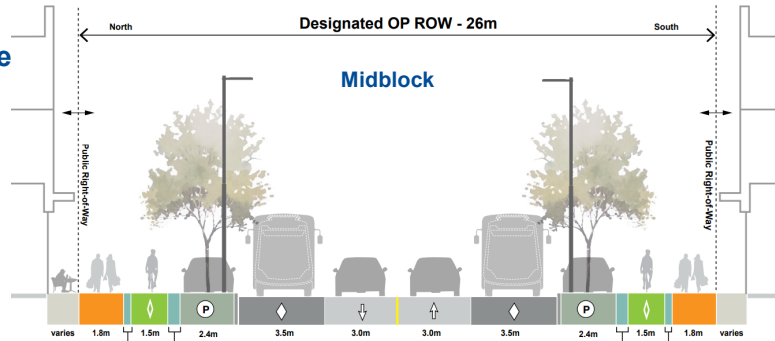 Designated OP ROW - 26m
North
South
e
Midblock
Public Right-of-Way
Public Right-of-Way
P
P
varies 1.8m 1.5m 2.4m 3.5m 3.0m 3.0m 3.5m 2.4m 1.5m 1.8m varies